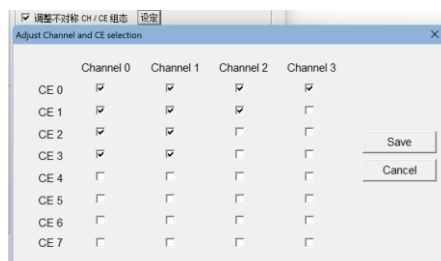 调整不对称 CH / CE 组态 设定
Adjust Channel and CE selection
Channel 0 Channel 1 Channel 2 Channel 3
CE 0
CE 1
CE 2
CE 3
CE 4
CE 5
CE 6
CE 7
Save
Cancel